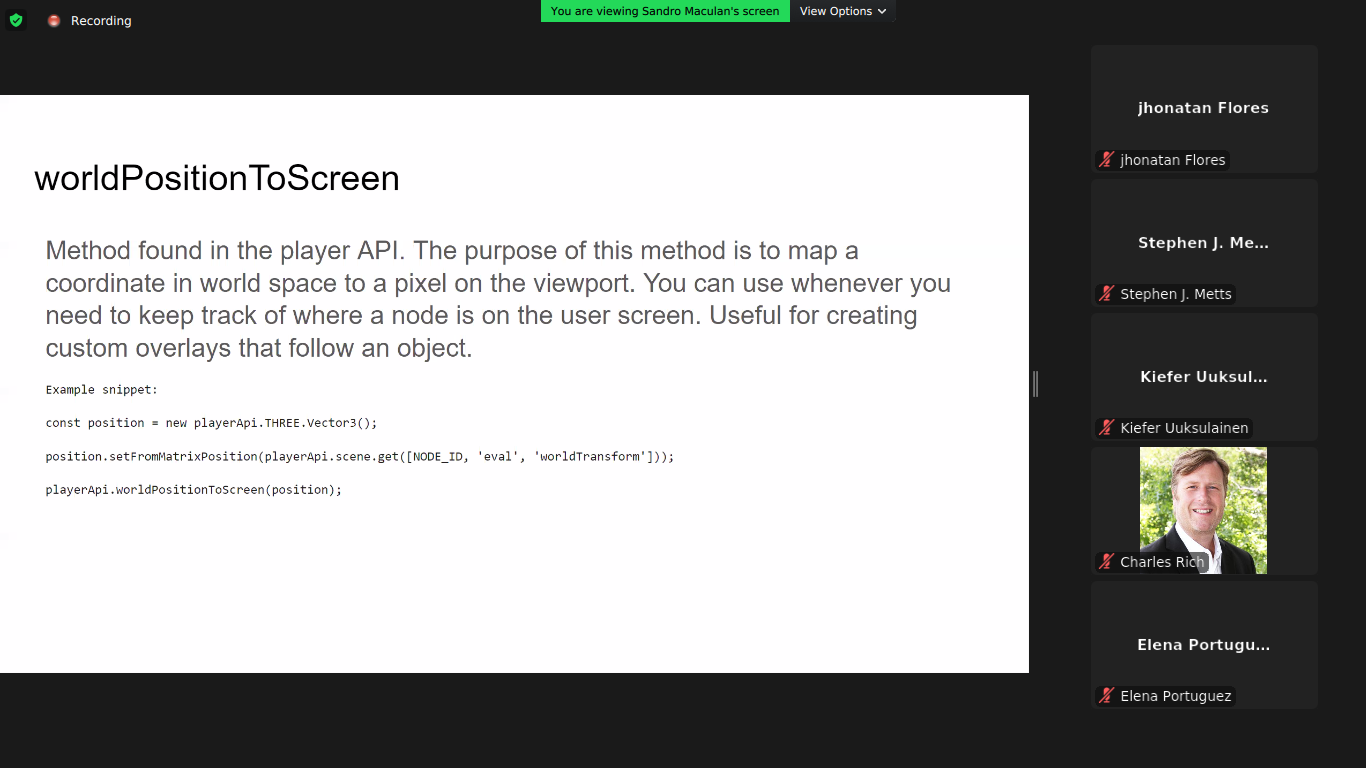 Recording
You are viewing Sandro Maculan's screen
View Options
worldPositionToScreen
Method found in the player API. The purpose of this method is to map a
coordinate in world space to a pixel on the viewport. You can use whenever you
need to keep track of where a node is on the user screen. Useful for creating
custom overlays that follow an object.
Example snippet:
const position = new playerApi.THREE.Vector3();
position.setFromMatrixPosition(playerApi.scene.get([NODE_ID, 'eval', 'worldTransform']));
playerApi.worldPositionToScreen(position);
jhonatan Flores
jhonatan Flores
Stephen J. Me...
Stephen J. Metts
Kiefer Uuksul...
Kiefer Uuksulainen
Charles Rich
Elena Portugu...
Elena Portuguez